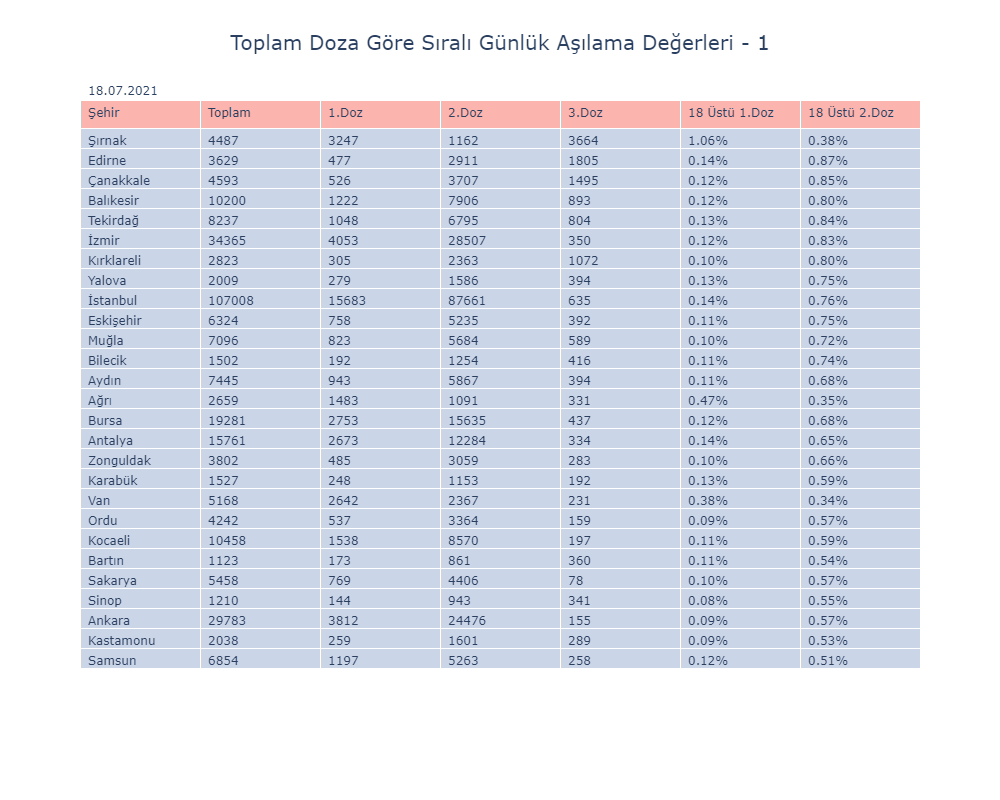 Toplam Doza Göre Sıralı Günlük Aşılama Değerleri - 1
18.07.2021
Şehir Toplam 1.Doz 2.Doz 3.Doz 18 Üstü 1.Doz 18 Üstü 2.Doz
Şırnak 4487 3247 1162 3664 1.06% 0.38%
Edirne 3629 477 2911 1805 0.14% 0.87%
Çanakkale 4593 526 3707 1495 0.12% 0.85%
Balıkesir 10200 1222 7906 893 0.12% 0.80%
Tekirdağ 8237 1048 6795 804 0.13% 0.84%
İzmir 34365 4053 28507 350 0.12% 0.83%
Kırklareli 2823 305 2363 1072 0.10% 0.80%
Yalova 2009 279 1586 394 0.13% 0.75%
İstanbul 107008 15683 87661 635 0.14% 0.76%
Eskişehir 6324 758 5235 392 0.11% 0.75%
Muğla 7096 823 5684 589 0.10% 0.72%
Bilecik 1502 192 1254 416 0.11% 0.74%
Aydın 7445 943 5867 394 0.11% 0.68%
Ağrı 2659 1483 1091 331 0.47% 0.35%
Bursa 19281 2753 15635 437 0.12% 0.68%
Antalya 15761 2673 12284 334 0.14% 0.65%
Zonguldak 3802 485 3059 283 0.10% 0.66%
Karabük 1527 248 1153 192 0.13% 0.59%
Van 5168 2642 2367 231 0.38% 0.34%
Ordu 4242 537 3364 159 0.09% 0.57%
Kocaeli 10458 1538 8570 197 0.11% 0.59%
Bartın 1123 173 861 360 0.11% 0.54%
Sakarya 5458 769 4406 78 0.10% 0.57%
Sinop 1210 144 943 341 0.08% 0.55%
Ankara 29783 3812 24476 155 0.09% 0.57%
Kastamonu 2038 259 1601 289 0.09% 0.53%
Samsun 6854 1197 5263 258 0.12% 0.51%